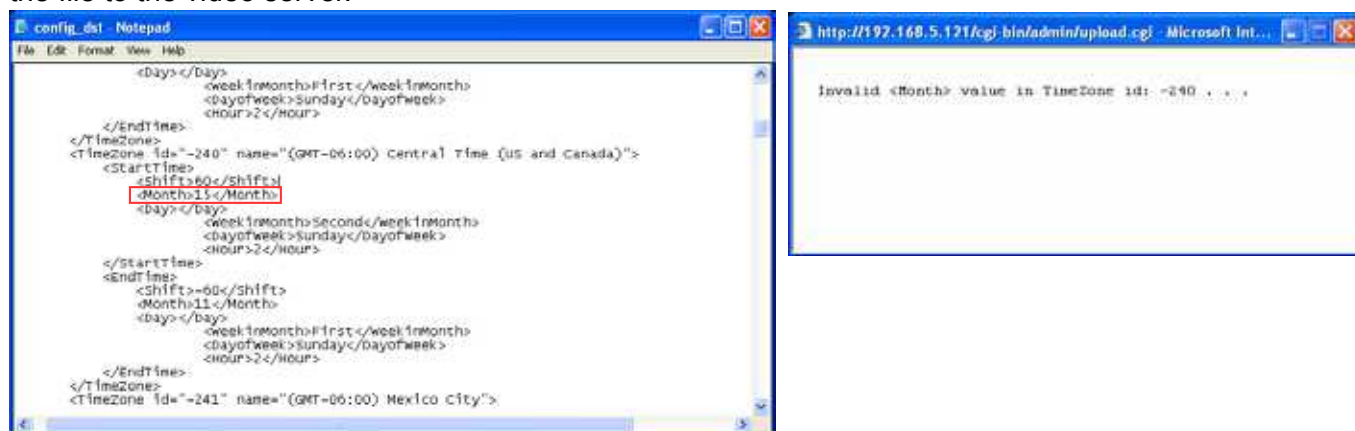 the file to the video server.
config_dst - Notepad
File Edit Format View Help
<Day></Day>
<WeekInMonth>First</WeekInMonth>
<DayofWeek>Sunday</DayofWeek>
<Hour>2</Hour>
</EndTime>
</TimeZone>
<TimeZone id="-240" name="(GMT-06:00) Central Time (US and Canada)">
<StartTime>
<Shift>60</Shift>
<Month>15</Month>
<Day></Day>
<WeekInMonth>Second</WeekInMonth>
<DayofWeek>Sunday</DayofWeek>
<Hour>2</Hour>
</StartTime>
<EndTime>
<Shift>-60</Shift>
<Month>11</Month>
<Day></Day>
<WeekInMonth>First</WeekInMonth>
<DayofWeek>Sunday</DayofWeek>
<Hour>2</Hour>
</EndTime>
</TimeZone>
<TimeZone id="-241" name="(GMT-06:00) Mexico City">
http://192.168.5.121/cgi-bin/admin/upload.cgi - Microsoft Int...
Invalid <Month> value in TimeZone id: -240 . . .